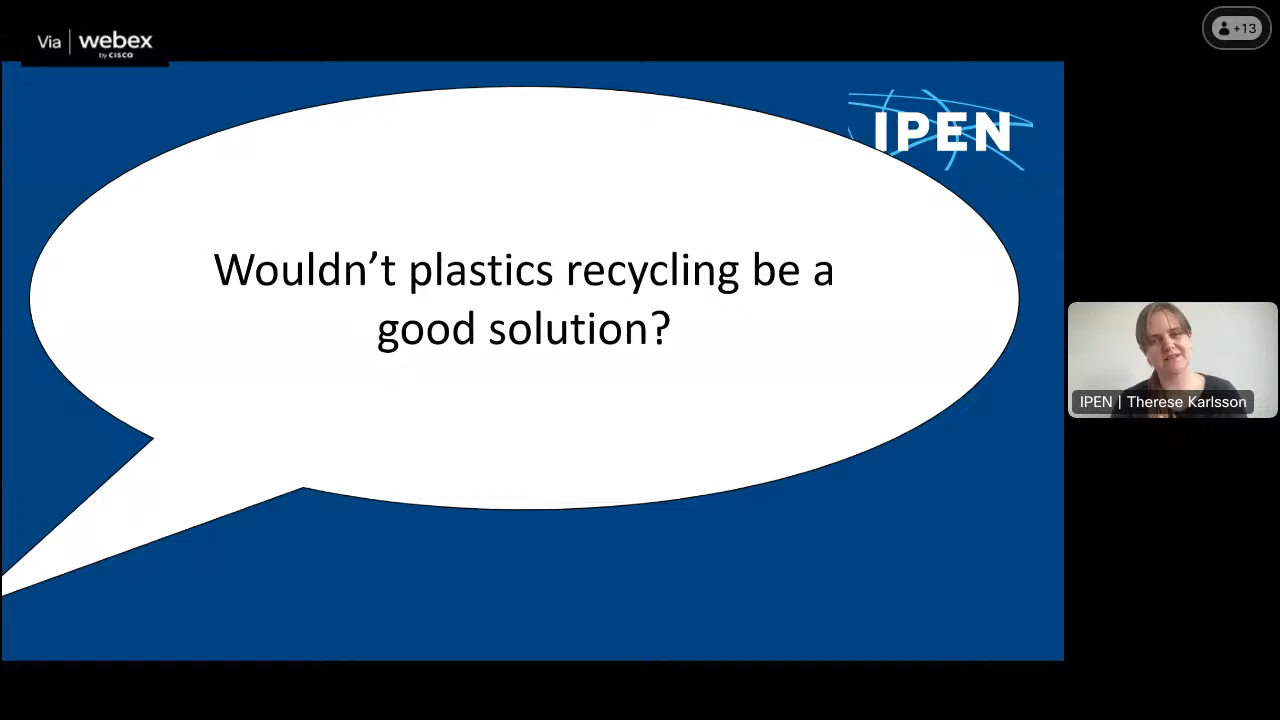 Via webex
by CISCO
+13
IPEN
Wouldn't plastics recycling be a
good solution?
IPEN | Therese Karlsson